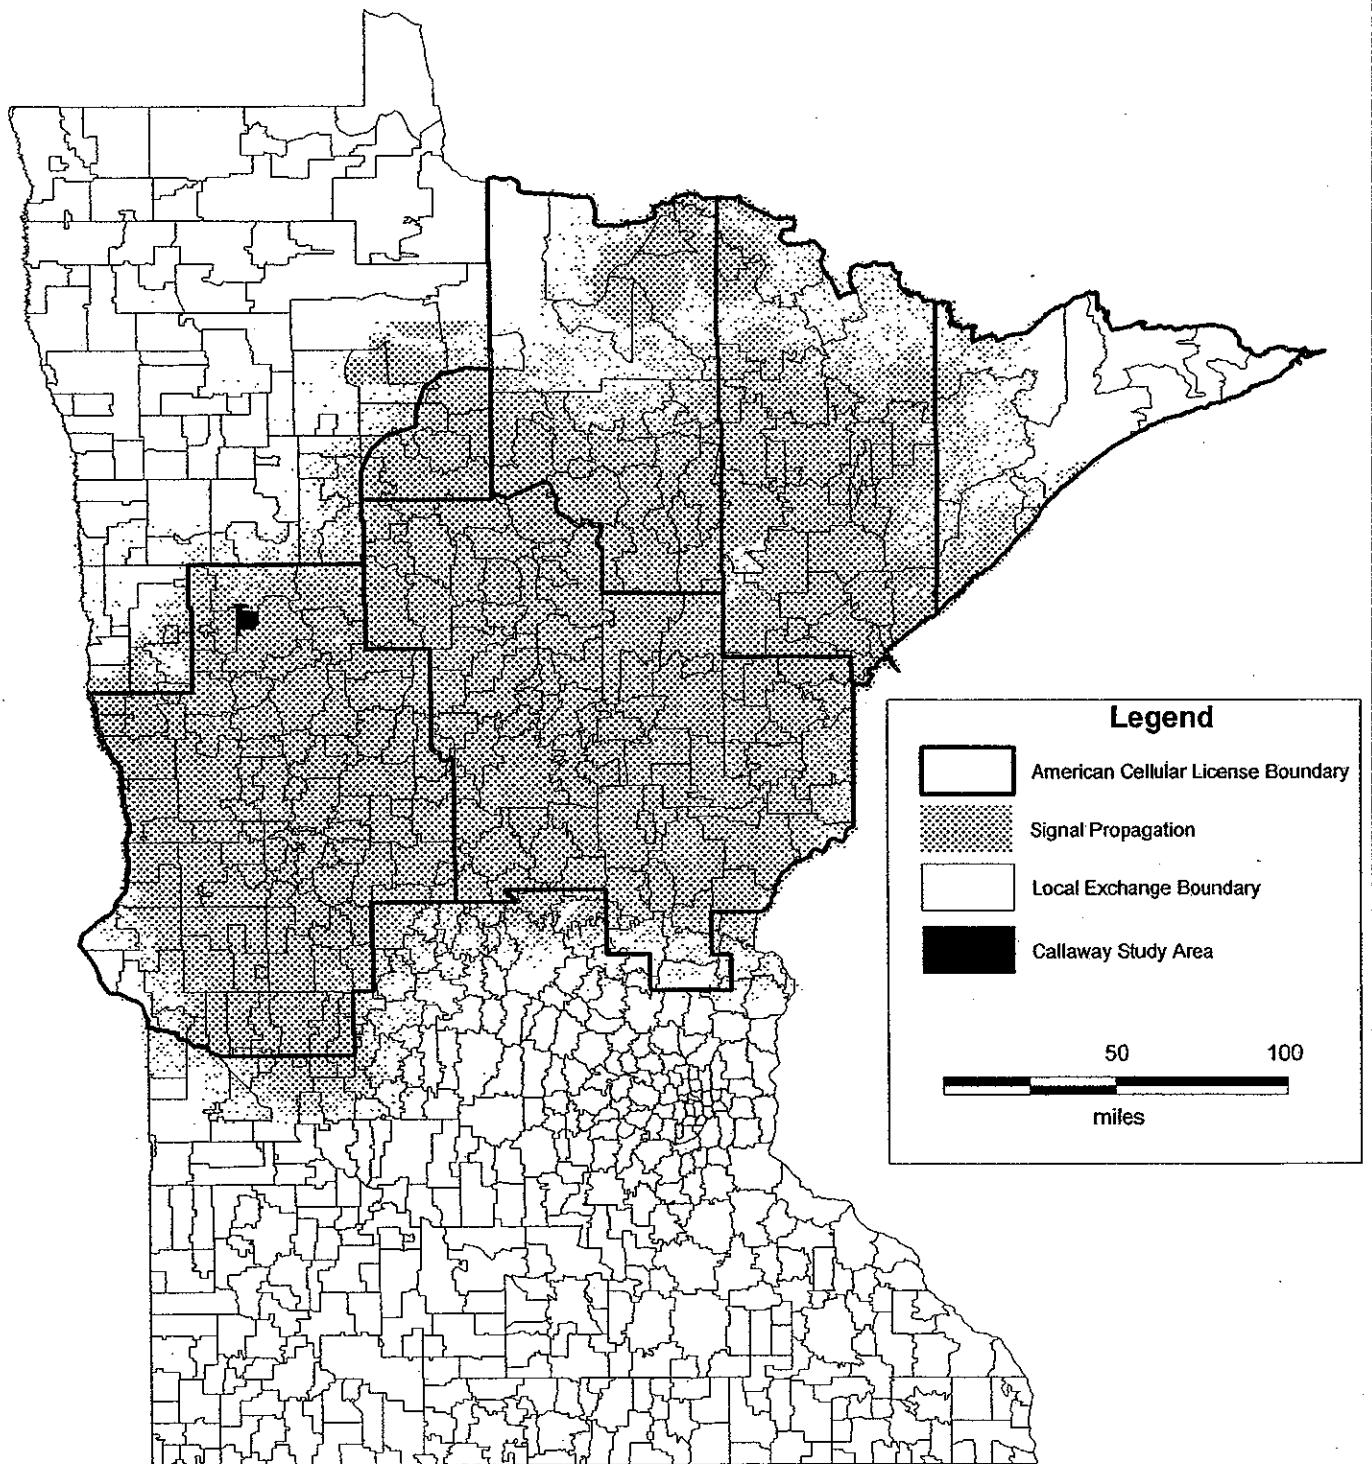 Legend
American Cellular License Boundary
Signal Propagation
Local Exchange Boundary
Callaway Study Area
50 100
miles